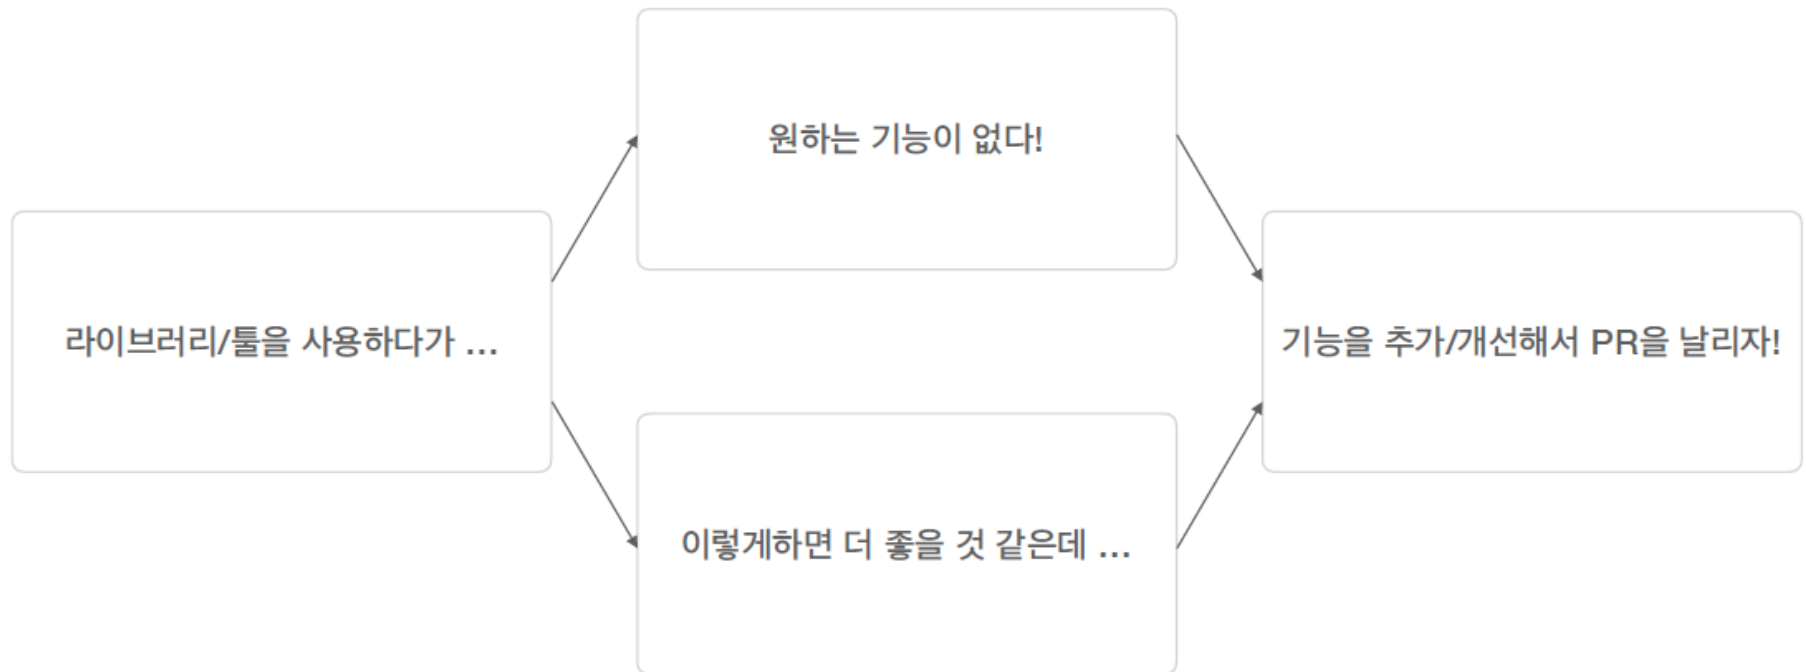 라이브러리/툴을 사용하다가 ...
원하는 기능이 없다!
이렇게하면 더 좋을 것 같은데 ...
기능을 추가/개선해서 PR을 날리자!